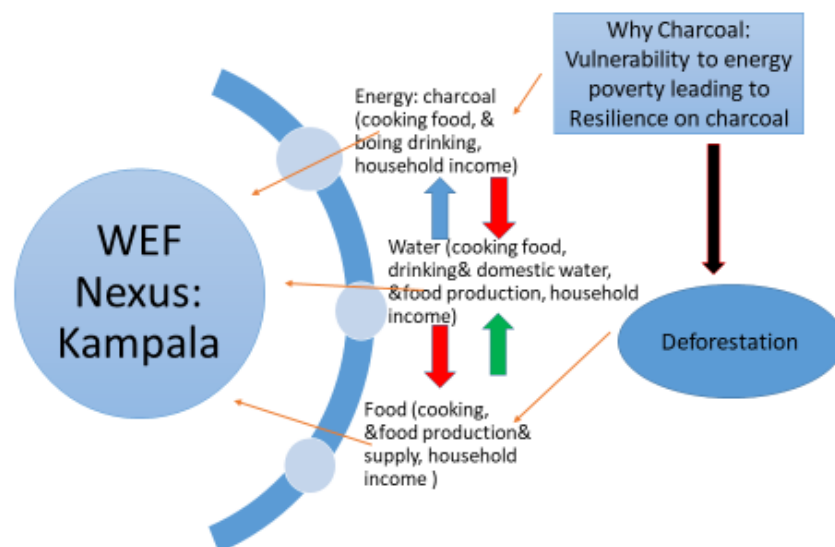 Why Charcoal:
Vulnerability to energy
poverty leading to
Resilience on charcoal
Energy: charcoal
(cooking food, &
boing drinking,
household income)
WEF
Nexus:
Kampala
Water (cooking food,
drinking& domestic water,
&food production, household
income)
Deforestation
Food (cooking,
&food production&
supply, household
income )